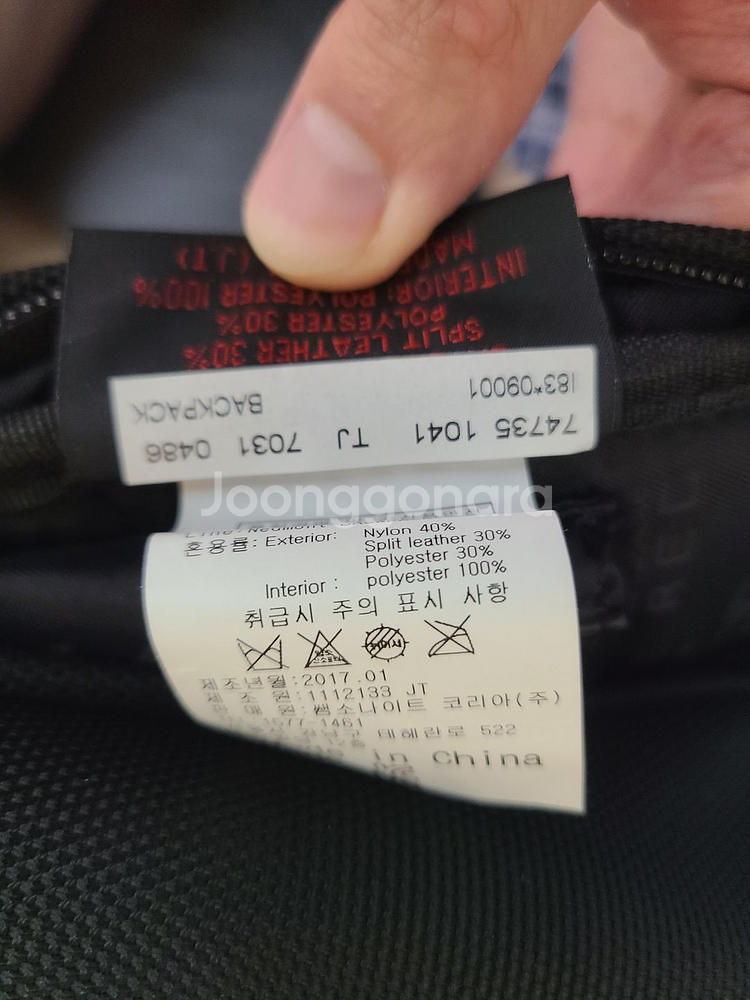 MADE (J.T)
INTERIOR: POLYESTER 100%
POLYESTER 30%
SPLIT LEATHER 30%
BACKPACK
I83*09001
74735 1041 TJ 7031 0486
Joonggonara
혼용률: Exterior: Nylon 40%
Split leather 30%
Polyester 30%
Interior : polyester 100%
취급시 주의 표시 사항
제조년월:2017.01
제 조 원:1112133 JT
판 매 원:쌤소나이트 코리아(주)
1577-1461
테헤란로 522
in China